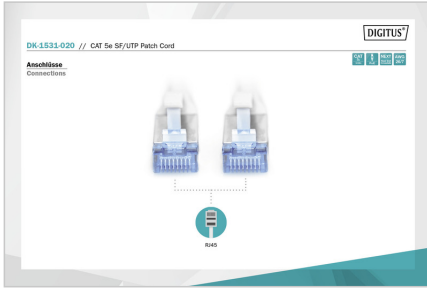 DIGITUS®
DK-1531-020 // CAT 5e SF/UTP Patch Cord
Anschlüsse
Connections
RJ45